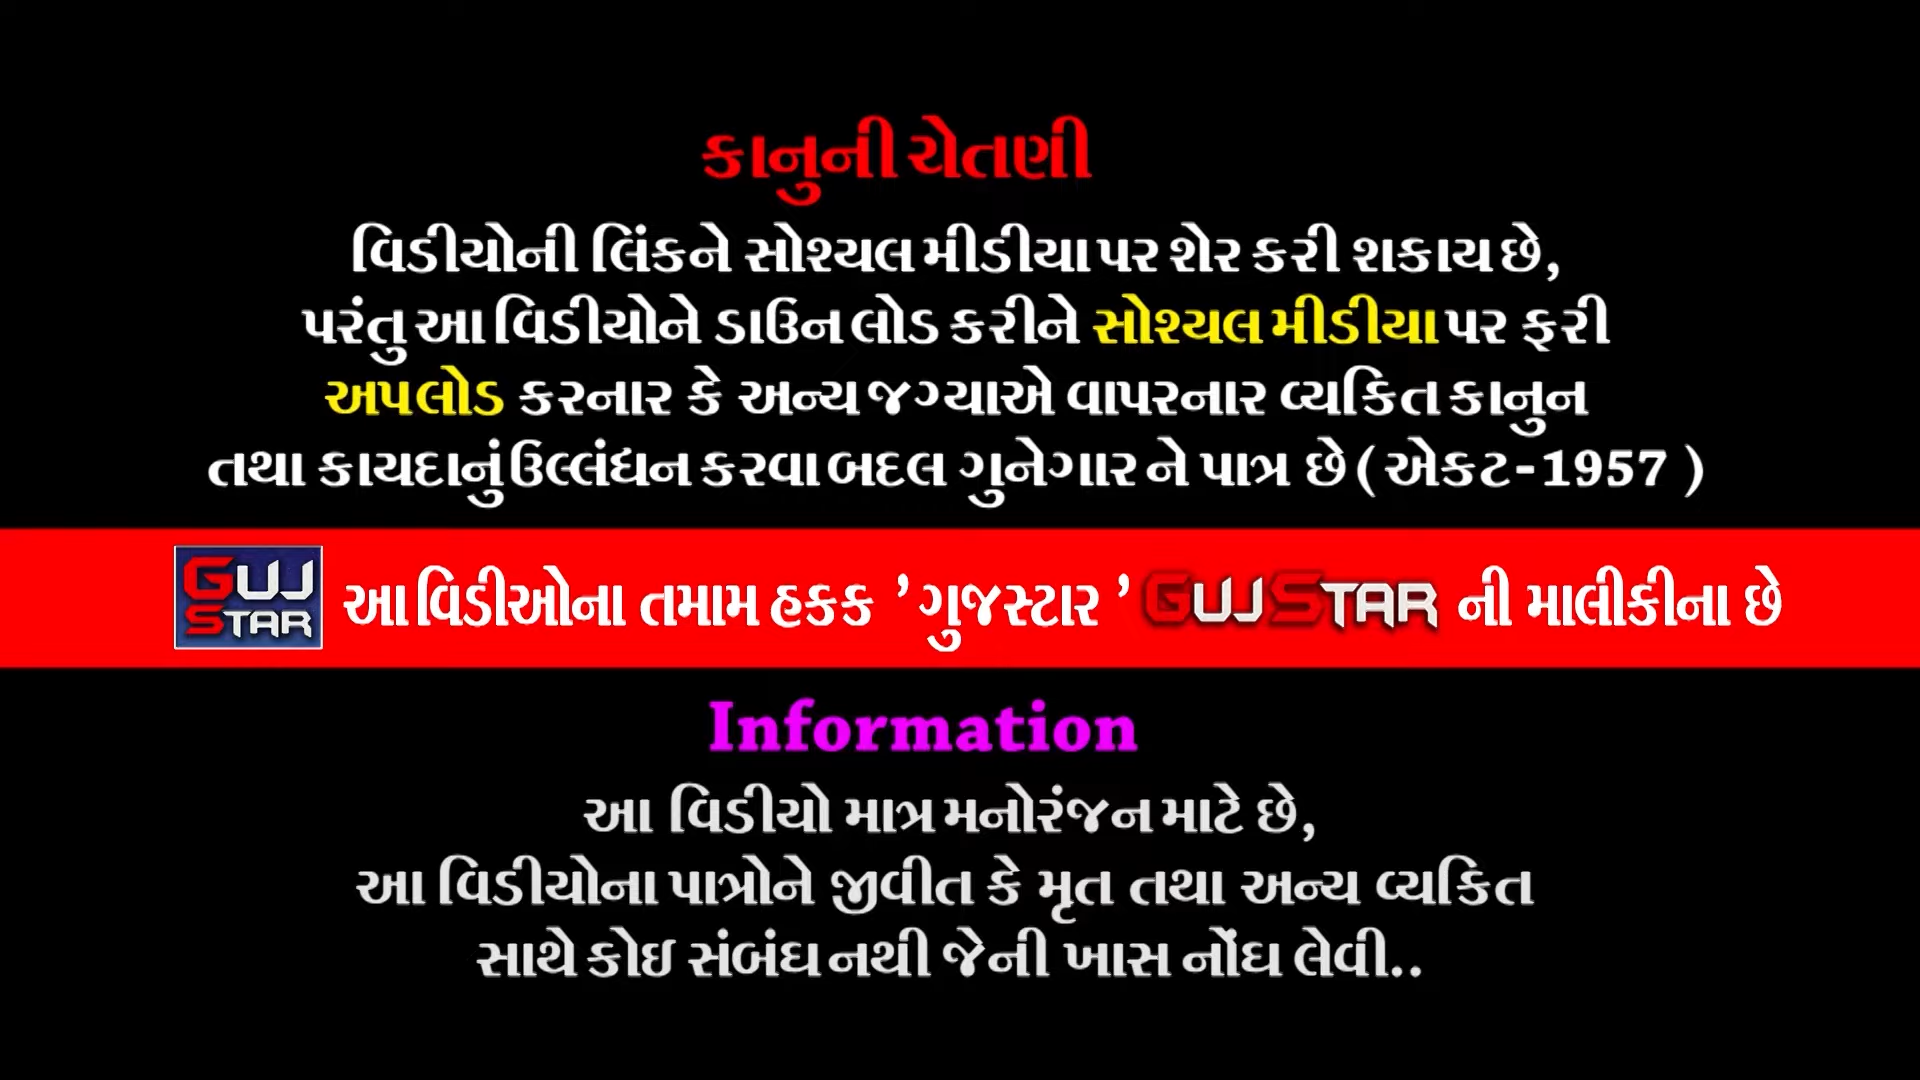 કાનુની ચેતણી
વિડીયોની લિંકને સોશ્યલ મીડીયા પર શેર કરી શકાય છે,
પરંતુ આ વિડીયોને ડાઉન લોડ કરીને સોશ્યલ મીડીયા પર ફરી
અપલોડ કરનાર કે અન્ય જગ્યાએ વાપરનાર વ્યકિત કાનુન
તથા કાયદાનું ઉલ્લંઘન કરવા બદલ ગુનેગાર ને પાત્ર છે ( એકટ-1957 )
GUJ STAR આ વિડીઓના તમામ હકક ’ ગુજસ્ટાર ’ GUJ STAR ની માલીકીના છે
Information
આ વિડીયો માત્ર મનોરંજન માટે છે,
આ વિડીયોના પાત્રોને જીવીત કે મૃત તથા અન્ય વ્યકિત
સાથે કોઇ સંબંઘ નથી જેની ખાસ નોંઘ લેવી..